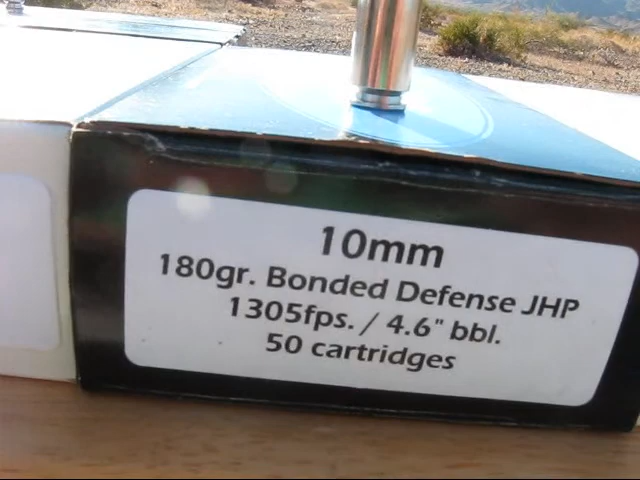 10mm
180gr. Bonded Defense JHP
1305fps. / 4.6" bbl.
50 cartridges